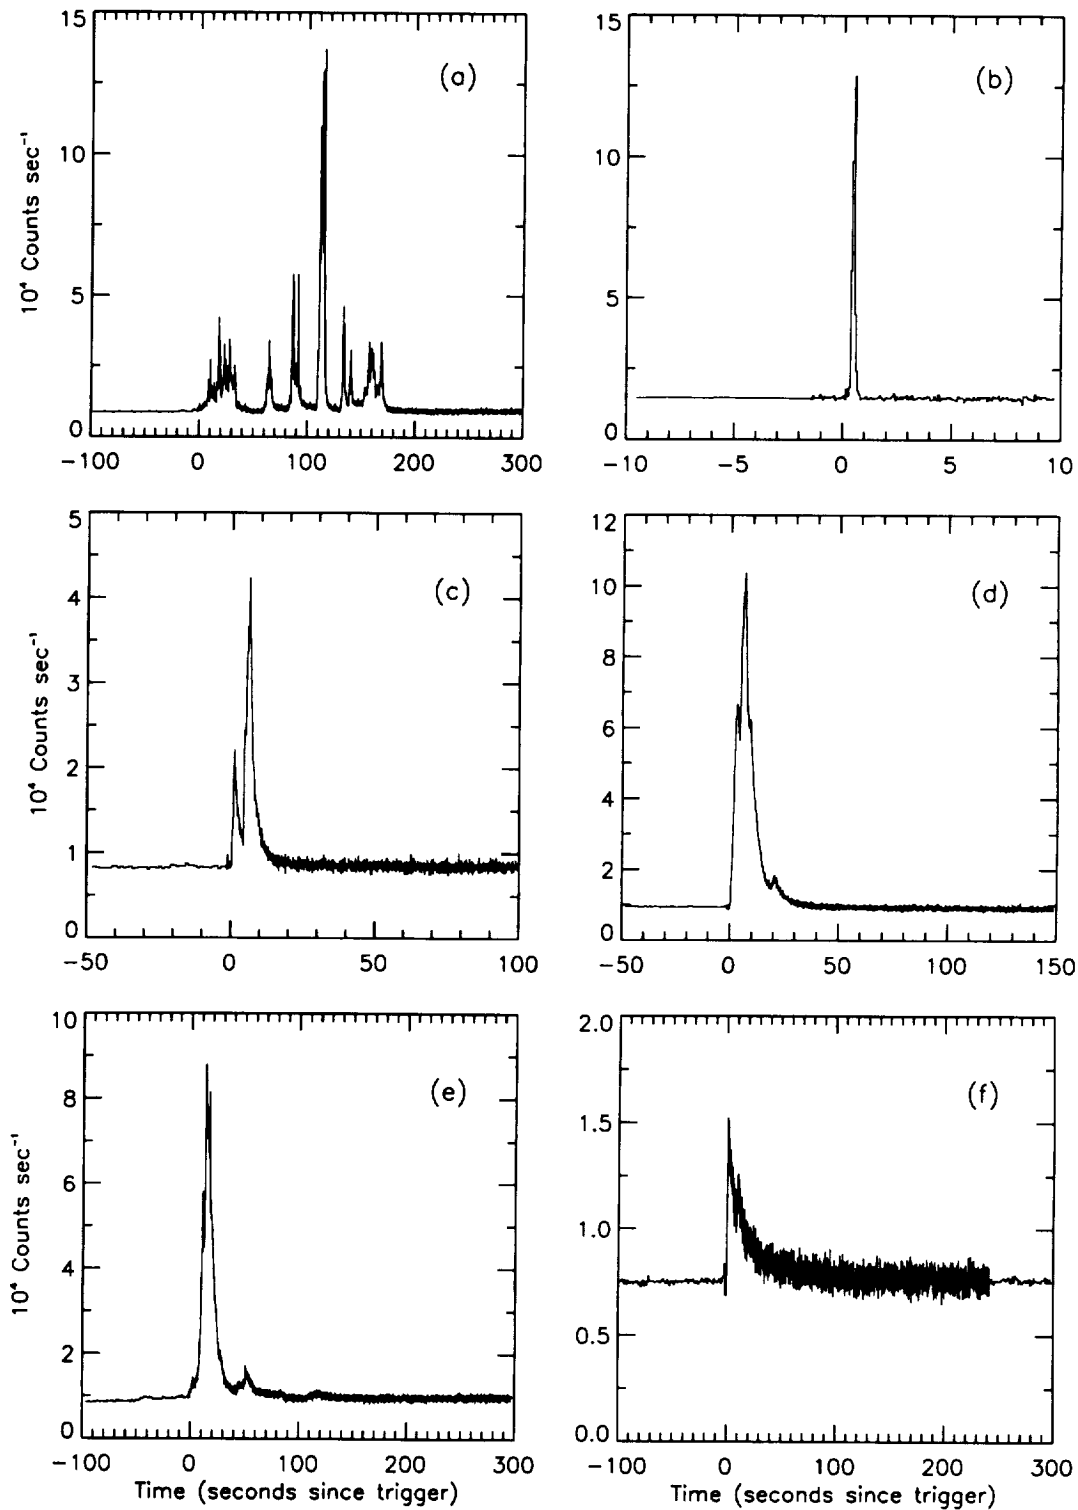 15
15
(a)
(b)
10⁴ Counts sec⁻¹
10
10
5
5
0
0
−100 0 100 200 300
−10 −5 0 5 10
5
12
(c)
(d)
10⁴ Counts sec⁻¹
4
10
3
8
6
2
4
1
2
0
0
−50 0 50 100
−50 0 50 100 150
10
2.0
(e)
(f)
10⁴ Counts sec⁻¹
8
1.5
6
1.0
4
0.5
2
0
0.0
−100 0 100 200 300
−100 0 100 200 300
Time (seconds since trigger)
Time (seconds since trigger)